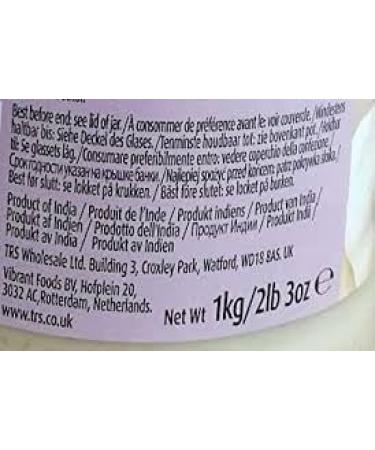 Best before end: see lid of jar. / À consommer de préférence avant le voir couverde. / Mindestens
haltbar bis: Siehe Deckel des Glases. / Tenminste houdbaar tot: zie bovenkant pot. / Holdbar
til: Se glassets låg. / Consumare preferibilmente entro: vedere coperchio della confezione
Срок годности указан на крышке банки. / Najlepiej spożyć przed końcem: patrz pokrywka słoika. /
Best før slutt: se lokket på krukken. / Bäst före slutet: se locket på burken.
Product of India / Produit de l'Inde / Produkt indiens / Product van India /
Produkt af Indien / Prodotto dell'India / Продукт Индии / Produkt Indii /
Produkt av India / Produkt av Indien
TRS Wholesale Ltd. Building 3, Croxley Park, Watford, WD18 8AS. UK
Vibrant Foods BV, Hofplein 20,
3032 AC, Rotterdam, Netherlands.
www.trs.co.uk
Net Wt 1kg/2lb 3oz ℮